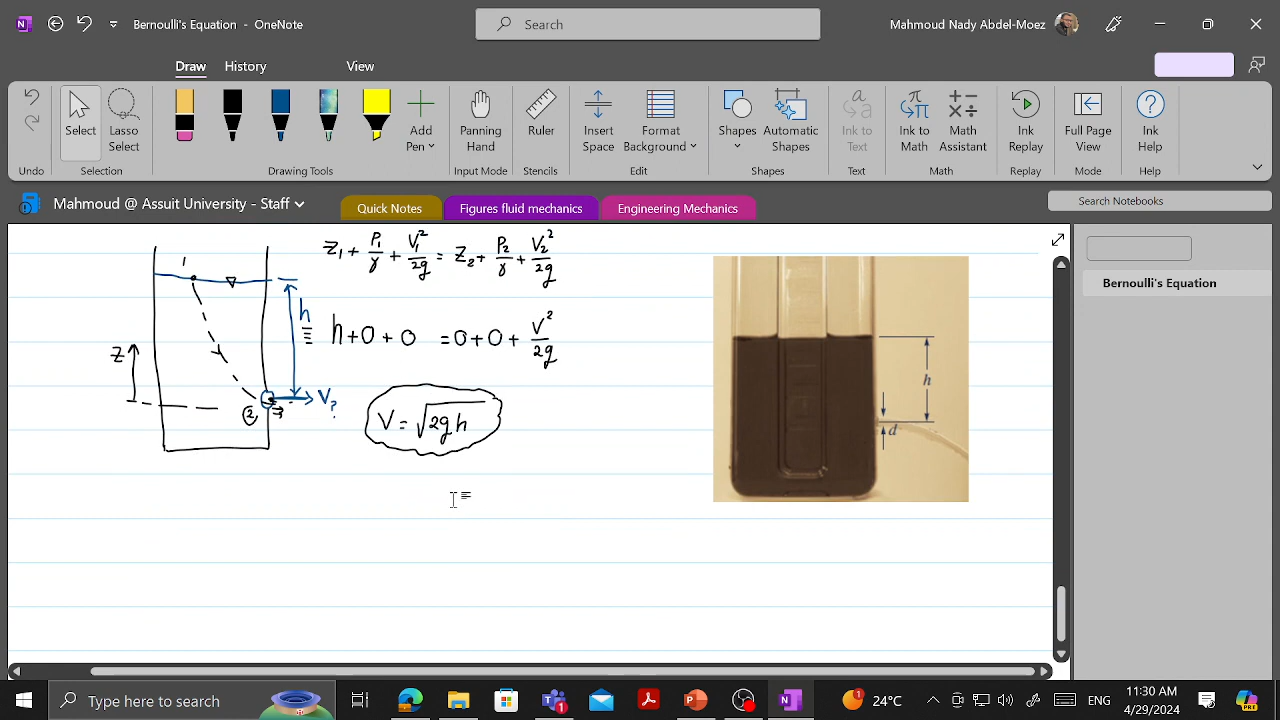 Bernoulli's Equation - OneNote
Search
Mahmoud Nady Abdel-Moez
Draw History View
Select
Lasso Select
Add Pen
Panning Hand
Ruler
Insert Space
Format Background
Shapes
Automatic Shapes
Ink to Text
Ink to Math
Math Assistant
Ink Replay
Full Page View
Ink Help
Undo Selection Drawing Tools Input Mode Stencils Edit Shapes Text Math Replay Mode Help
Mahmoud @ Assuit University - Staff
Quick Notes
Figures fluid mechanics
Engineering Mechanics
Search Notebooks
Bernoulli's Equation
z₁ + P₁/γ + V₁²/2g = z₂ + P₂/γ + V₂²/2g
1
h
h+0+0 = 0+0+ V²/2g
z
V?
2
V = √2gh
h
d
Type here to search
1
24°C
ENG
11:30 AM
4/29/2024